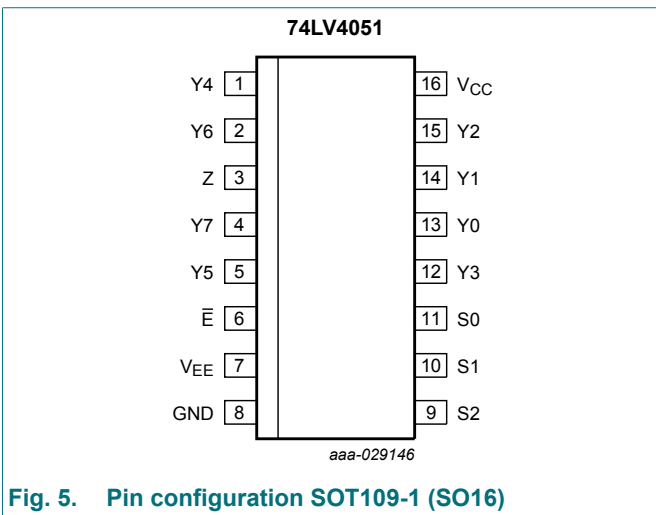 74LV4051
Y4 1 16 VCC
Y6 2 15 Y2
Z 3 14 Y1
Y7 4 13 Y0
Y5 5 12 Y3
E̅ 6 11 S0
VEE 7 10 S1
GND 8 9 S2
aaa-029146
Fig. 5. Pin configuration SOT109-1 (SO16)